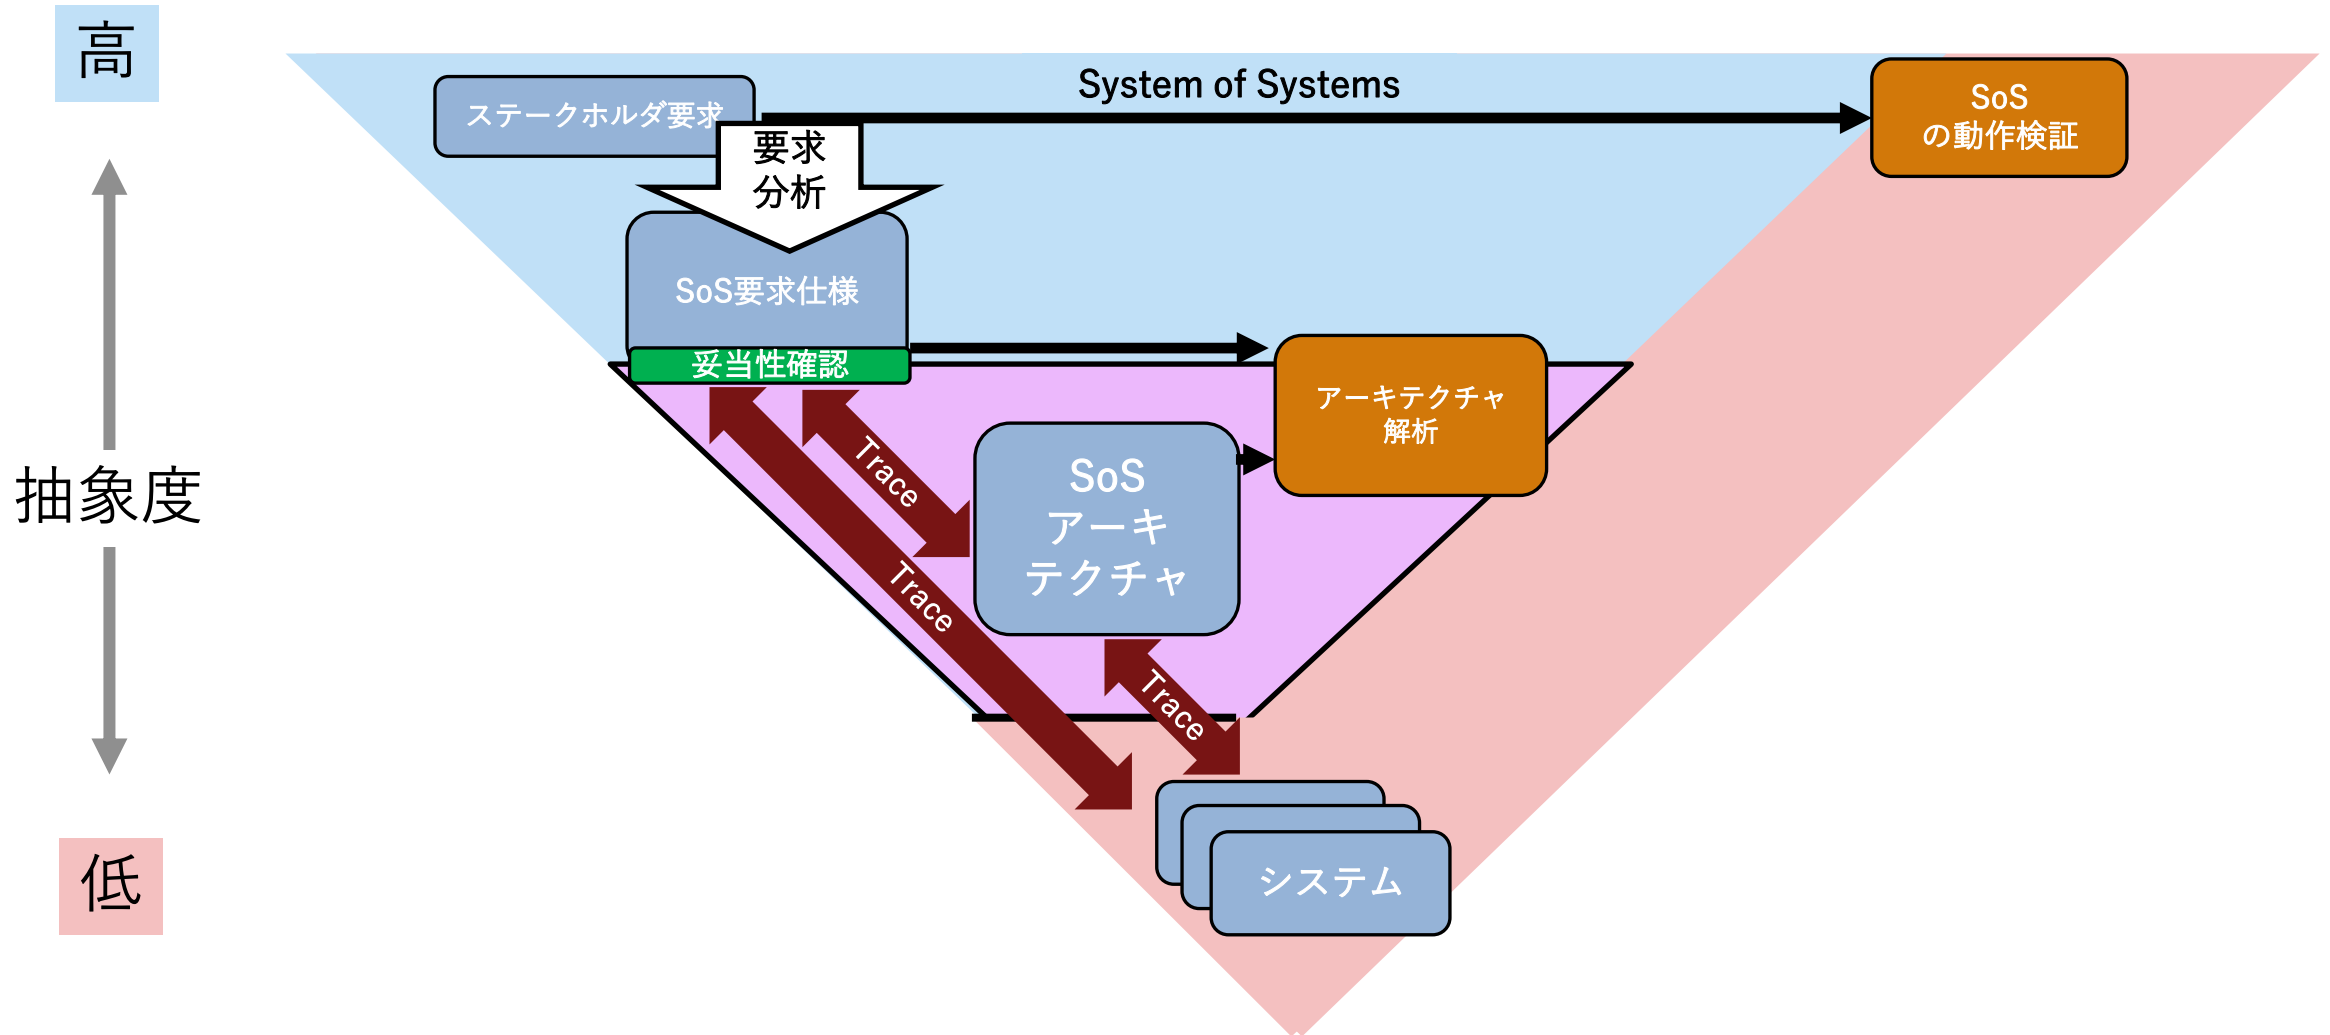 高
System of Systems
ステークホルダ要求
SoS
の動作検証
要求
分析
SoS要求仕様
妥当性確認
アーキテクチャ
解析
Trace
SoS
アーキ
テクチャ
抽象度
Trace
Trace
システム
低